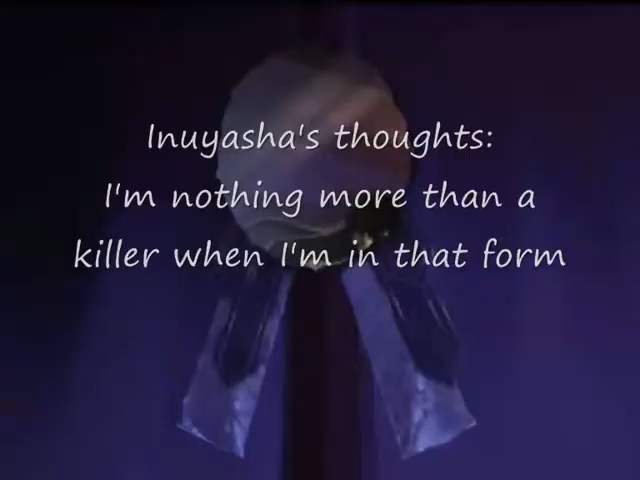 Inuyasha's thoughts:
I'm nothing more than a
killer when I'm in that form